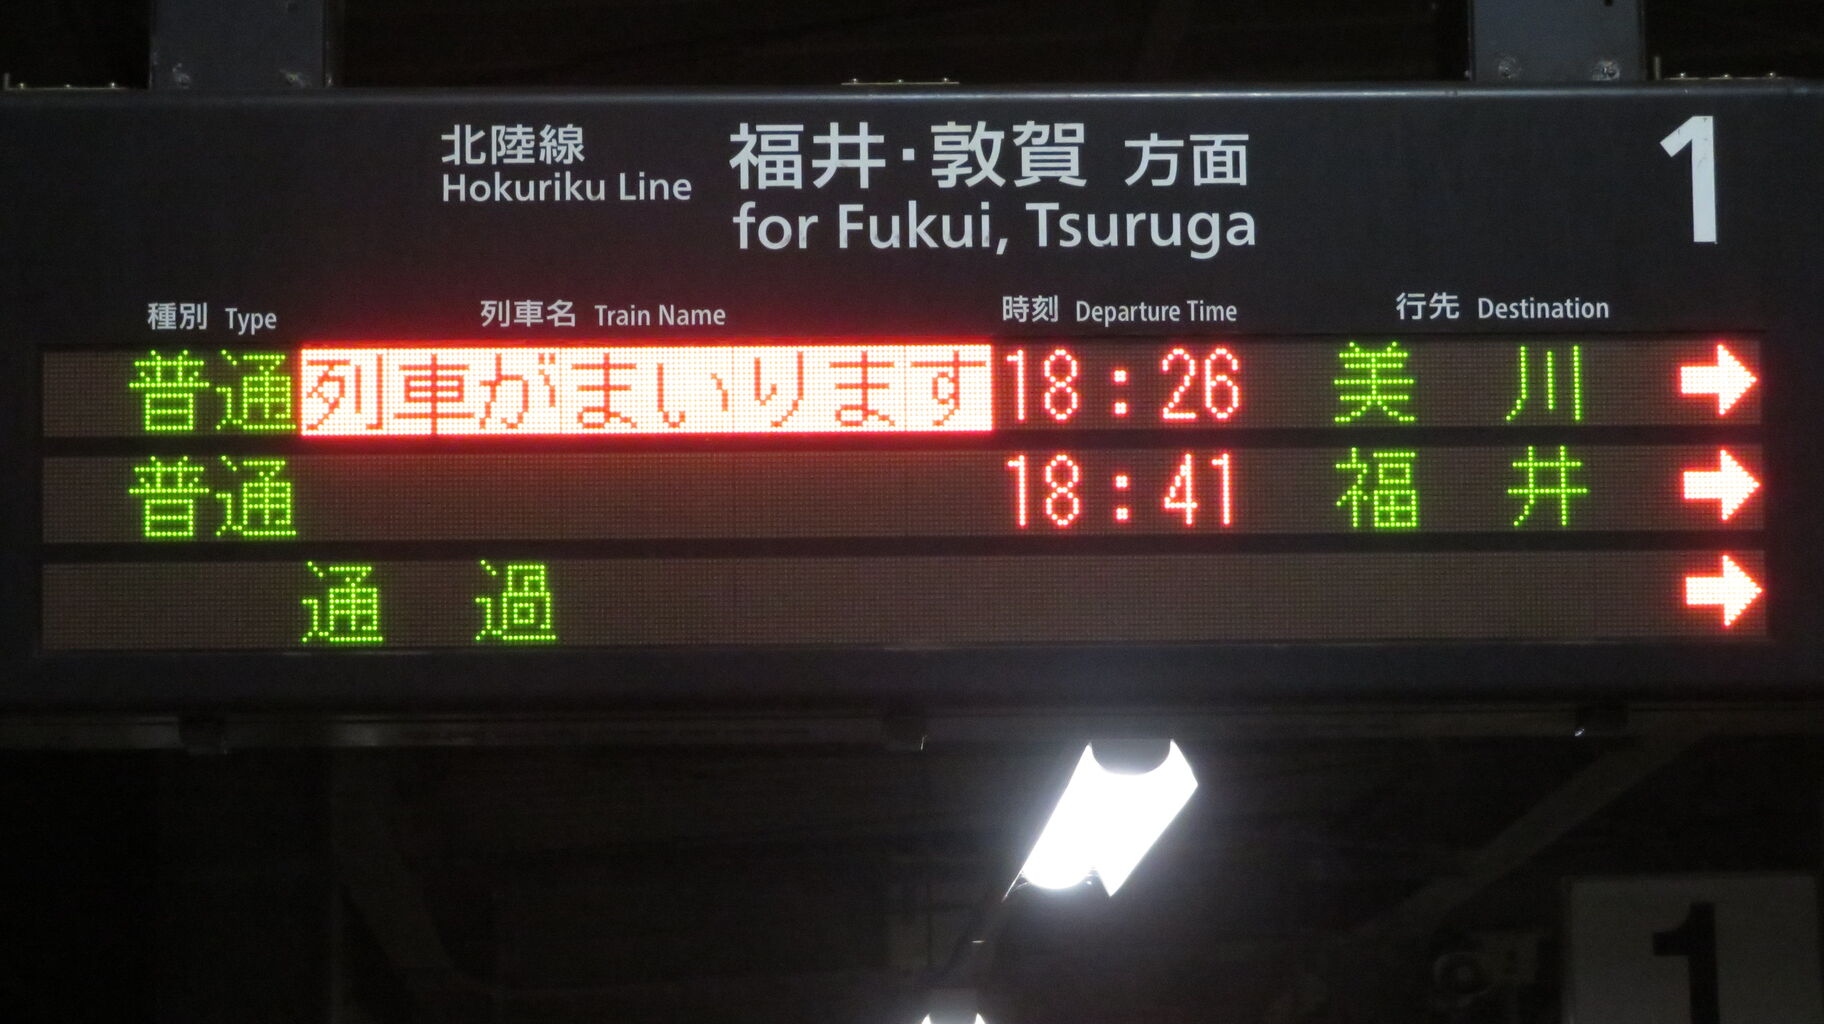 北陸線 福井・敦賀 方面 1
Hokuriku Line for Fukui, Tsuruga
種別 Type 列車名 Train Name 時刻 Departure Time 行先 Destination
普通 列車がまいります 18:26 美川 →
普通 18:41 福井 →
通過 →
1